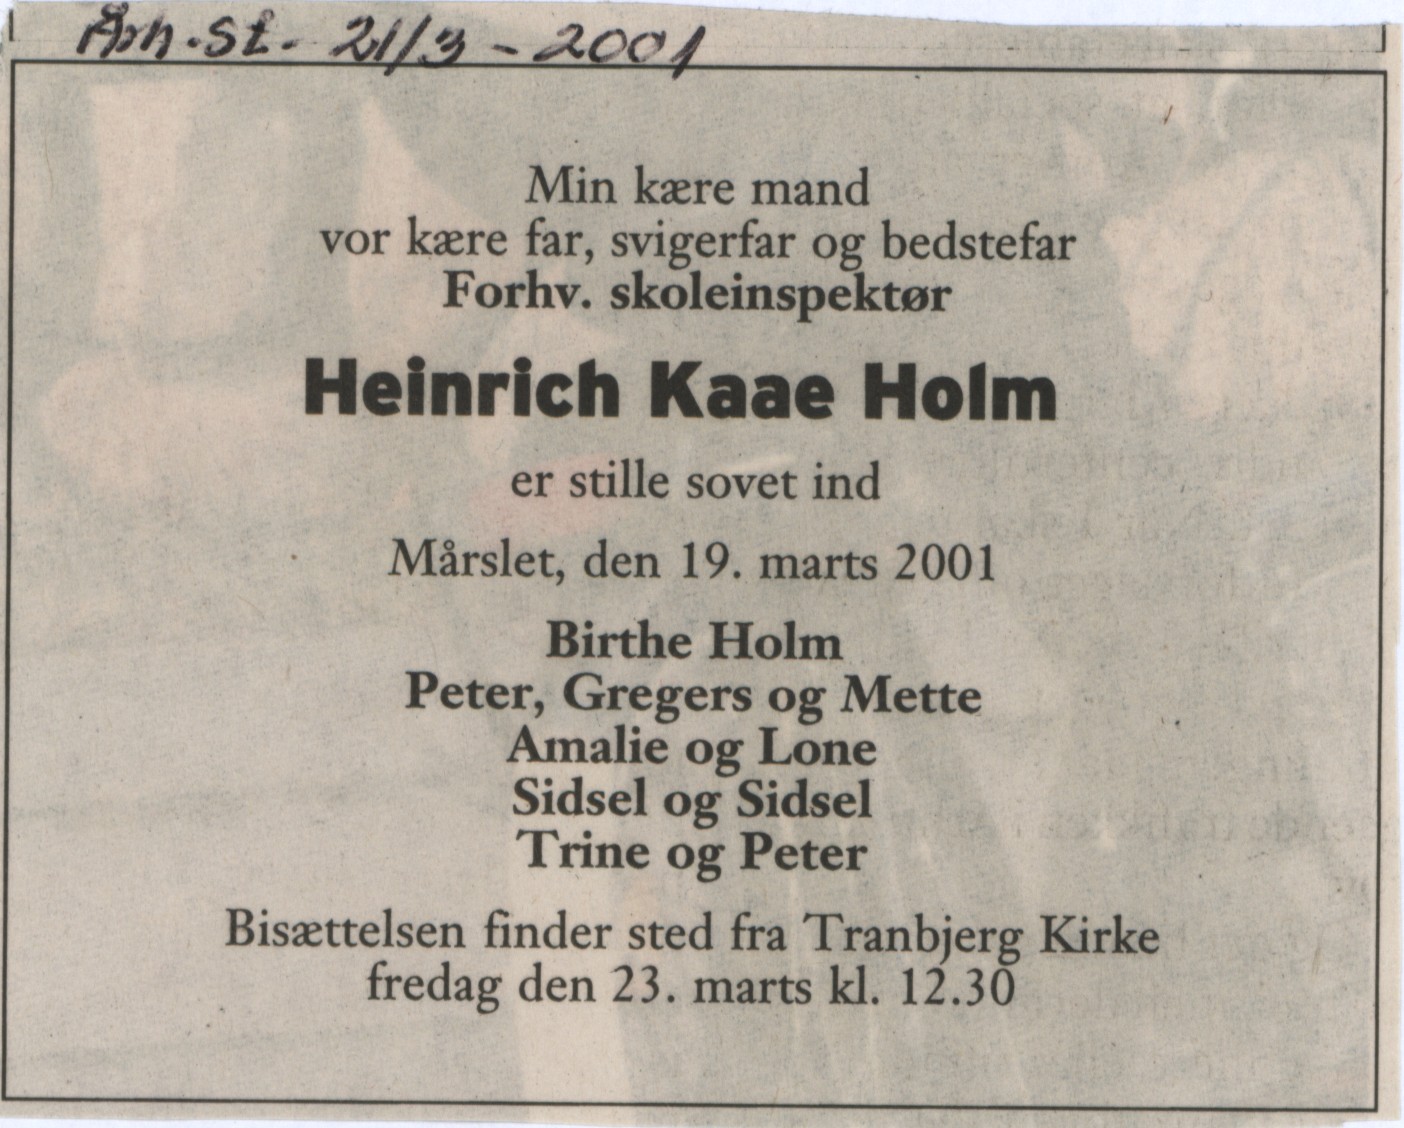 Årh.st. 21/3 - 2001
Min kære mand
vor kære far, svigerfar og bedstefar
Forhv. skoleinspektør
Heinrich Kaae Holm
er stille sovet ind
Mårslet, den 19. marts 2001
Birthe Holm
Peter, Gregers og Mette
Amalie og Lone
Sidsel og Sidsel
Trine og Peter
Bisættelsen finder sted fra Tranbjerg Kirke
fredag den 23. marts kl. 12.30